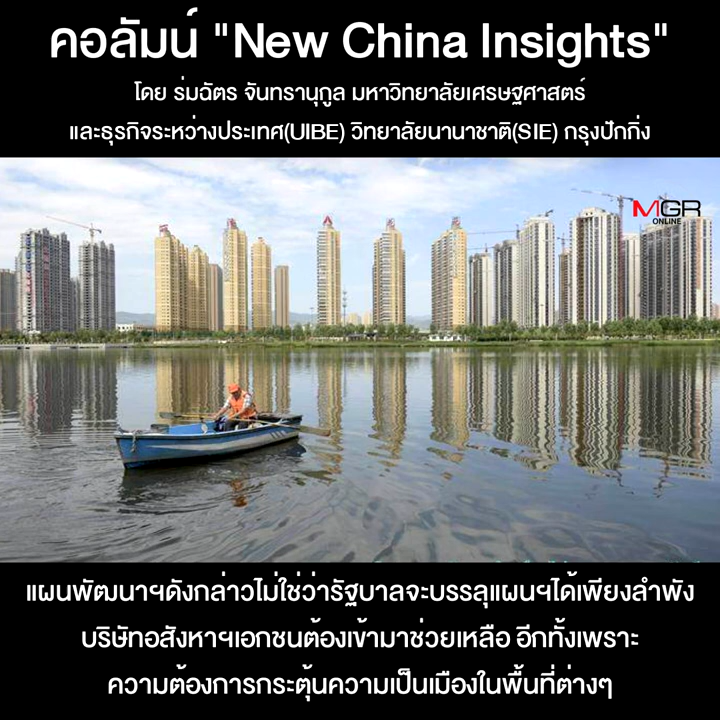 คอลัมน์ "New China Insights"
โดย ร่มฉัตร จันทรานุกูล มหาวิทยาลัยเศรษฐศาสตร์
และธุรกิจระหว่างประเทศ(UIBE) วิทยาลัยนานาชาติ(SIE) กรุงปักกิ่ง
MGR
ONLINE
แผนพัฒนาฯดังกล่าวไม่ใช่ว่ารัฐบาลจะบรรลุแผนฯได้เพียงลำพัง
บริษัทอสังหาฯเอกชนต้องเข้ามาช่วยเหลือ อีกทั้งเพราะ
ความต้องการกระตุ้นความเป็นเมืองในพื้นที่ต่างๆ